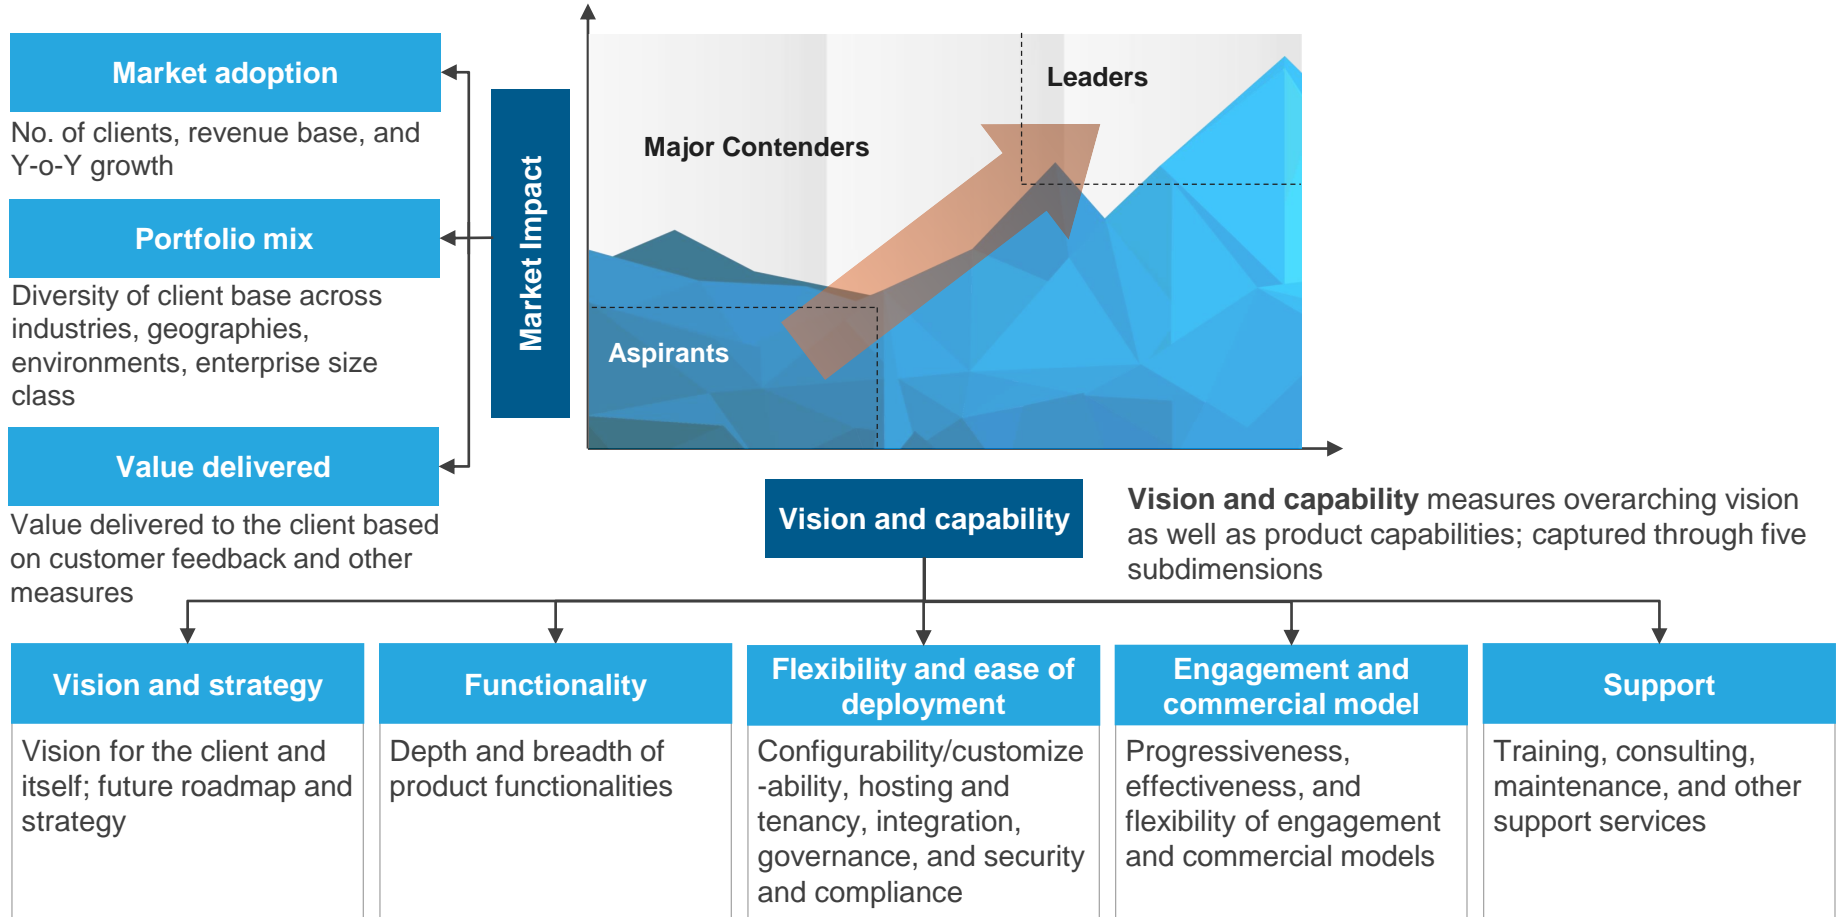 Market adoption
No. of clients, revenue base, and
Y-o-Y growth
Portfolio mix
Diversity of client base across
industries, geographies,
environments, enterprise size
class
Value delivered
Value delivered to the client based
on customer feedback and other
measures
Market Impact
Leaders
Major Contenders
Aspirants
Vision and capability
Vision and capability measures overarching vision
as well as product capabilities; captured through five
subdimensions
Vision and strategy
Vision for the client and
itself; future roadmap and
strategy
Functionality
Depth and breadth of
product functionalities
Flexibility and ease of
deployment
Configurability/customize
-ability, hosting and
tenancy, integration,
governance, and security
and compliance
Engagement and
commercial model
Progressiveness,
effectiveness, and
flexibility of engagement
and commercial models
Support
Training, consulting,
maintenance, and other
support services